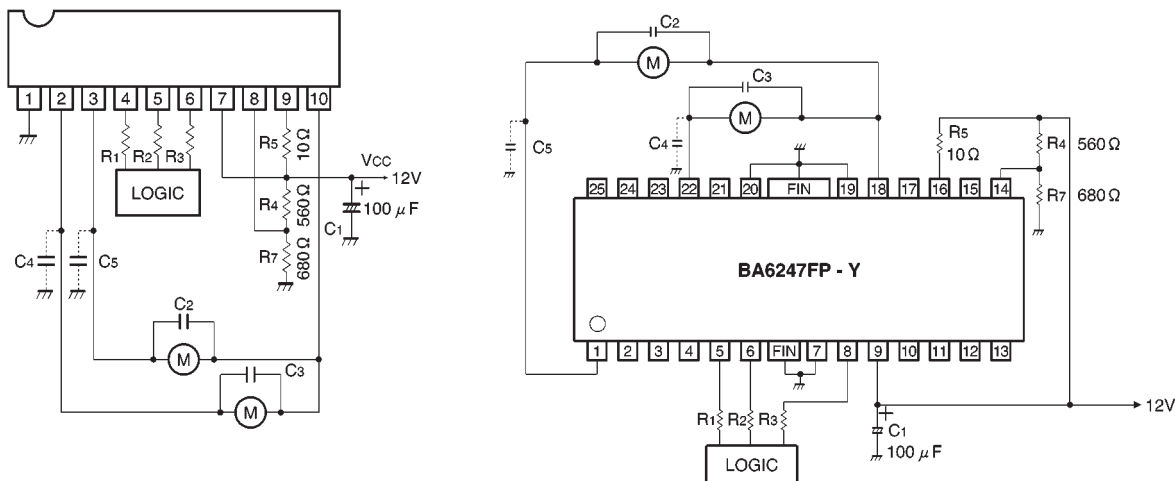 1 2 3 4 5 6 7 8 9 10
R1 R2 R3
LOGIC
R5
10Ω
VCC
12V
R4
560Ω
C1
100 μF
R7
680Ω
C4
C5
C2
M
C3
M
C2
M
C3
M
C5
C4
R5
10Ω
R4
560Ω
R7
680Ω
25 24 23 22 21 20 FIN 19 18 17 16 15 14
BA6247FP - Y
1 2 3 4 5 6 FIN 7 8 9 10 11 12 13
R1 R2 R3
LOGIC
12V
C1
100 μF